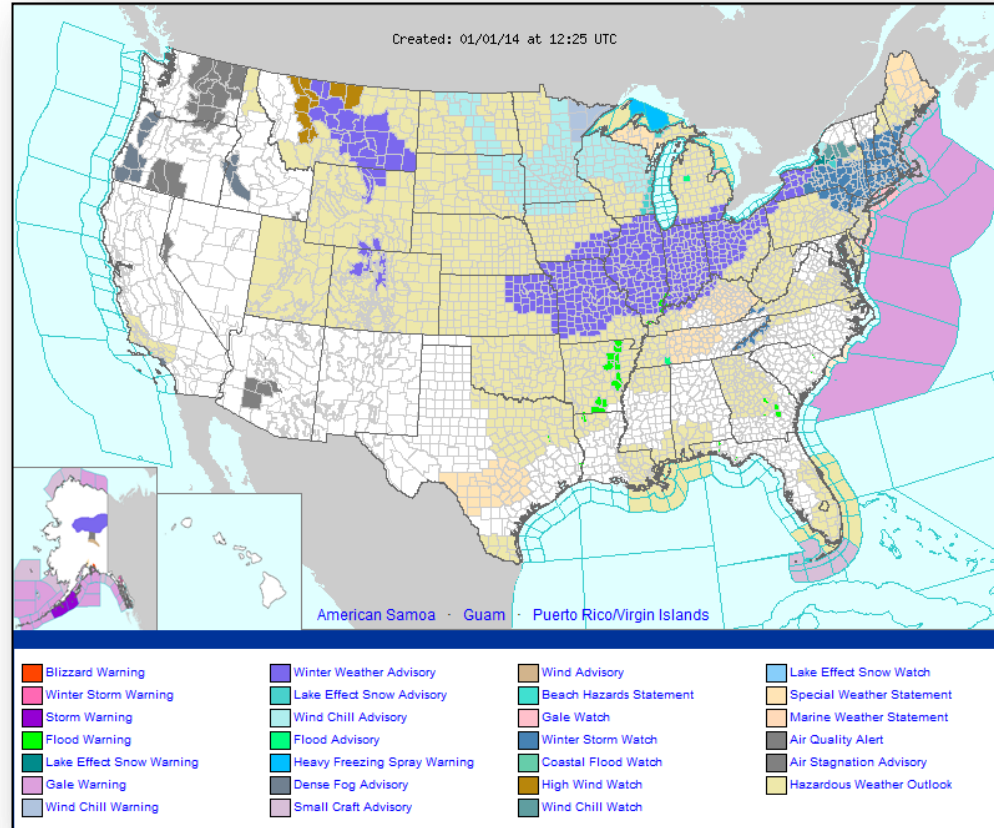 Created: 01/01/14 at 12:25 UTC
American Samoa - Guam - Puerto Rico/Virgin Islands
Blizzard Warning
Winter Storm Warning
Storm Warning
Flood Warning
Lake Effect Snow Warning
Gale Warning
Wind Chill Warning
Winter Weather Advisory
Lake Effect Snow Advisory
Wind Chill Advisory
Flood Advisory
Heavy Freezing Spray Warning
Dense Fog Advisory
Small Craft Advisory
Wind Advisory
Beach Hazards Statement
Gale Watch
Winter Storm Watch
Coastal Flood Watch
High Wind Watch
Wind Chill Watch
Lake Effect Snow Watch
Special Weather Statement
Marine Weather Statement
Air Quality Alert
Air Stagnation Advisory
Hazardous Weather Outlook